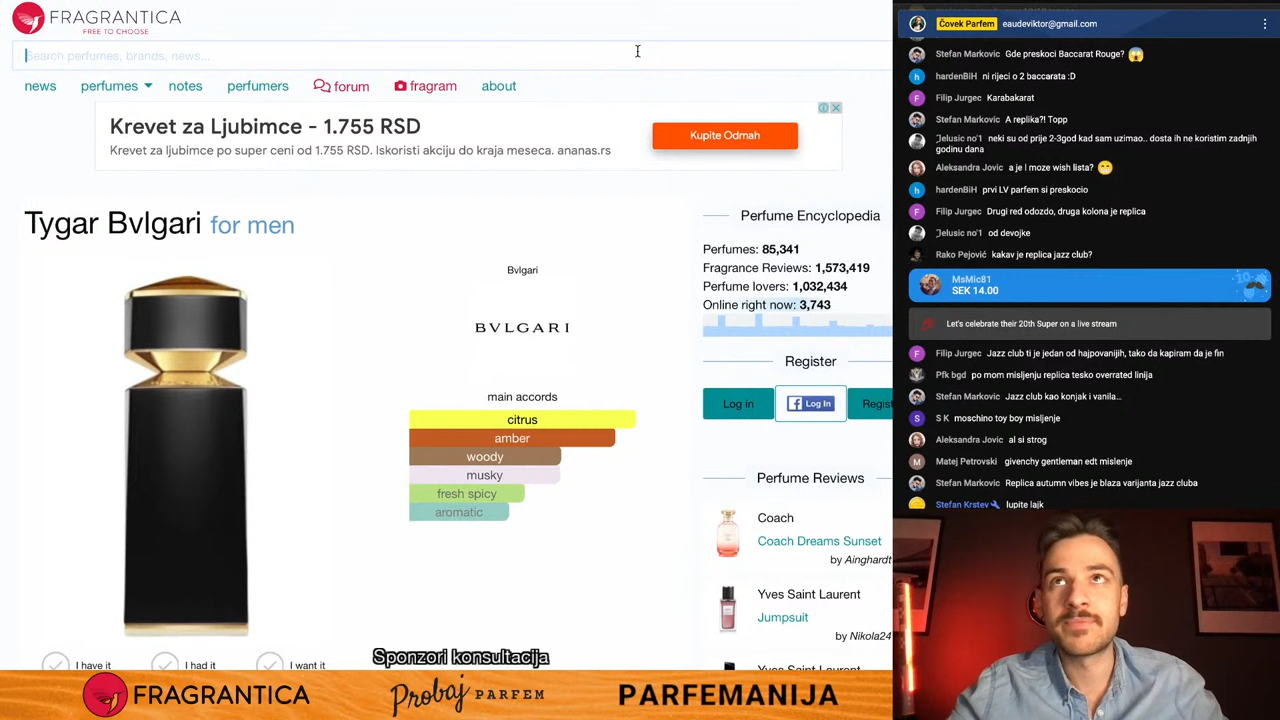 FRAGRANTICA
FREE TO CHOOSE
Search perfumes, brands, news...
news
perfumes
notes
perfumers
forum
fragram
about
Krevet za Ljubimce - 1.755 RSD
Krevet za ljubimce po super ceni od 1.755 RSD. Iskoristi akciju do kraja meseca. ananas.rs
Kupite Odmah
Tygar Bvlgari for men
Bvlgari
BVLGARI
main accords
citrus
amber
woody
musky
fresh spicy
aromatic
I have it
I had it
I want it
Perfume Encyclopedia
Perfumes: 85,341
Fragrance Reviews: 1,573,419
Perfume lovers: 1,032,434
Online right now: 3,743
Register
Log in
Log In
Regist
Perfume Reviews
Coach
Coach Dreams Sunset
by Ainghardt
Yves Saint Laurent
Jumpsuit
by Nikola24
Yves Saint Laurent
Sponzori konsultacija
FRAGRANTICA
Probaj PARFEM
PARFEMANIJA
Čovek Parfem eaudeviktor@gmail.com
Stefan Markovic Gde preskoci Baccarat Rouge?
h
hardenBiH ni rijeci o 2 baccarata :D
F
Filip Jurgec Karabakarat
Stefan Markovic A replika?! Topp
Jelusic no'1 neki su od prije 2-3god kad sam uzimao.. dosta ih ne koristim zadnjih
godinu dana
Aleksandra Jovic a je l moze wish lista?
h
hardenBiH prvi LV parfem si preskocio
F
Filip Jurgec Drugi red odozdo, druga kolona je replica
Jelusic no'1 od devojke
Rako Pejović kakav je replica jazz club?
MsMic81
SEK 14.00
Let's celebrate their 20th Super on a live stream
F
Filip Jurgec Jazz club ti je jedan od hajpovanijih, tako da kapiram da je fin
Pfk bgd po mom misljenju replica tesko overrated linija
Stefan Markovic Jazz club kao konjak i vanila...
S
S K moschino toy boy misljenje
Aleksandra Jovic al si strog
M
Matej Petrovski givenchy gentleman edt mislenje
Stefan Markovic Replica autumn vibes je blaza varijanta jazz cluba
Stefan Krstev lupite lajk